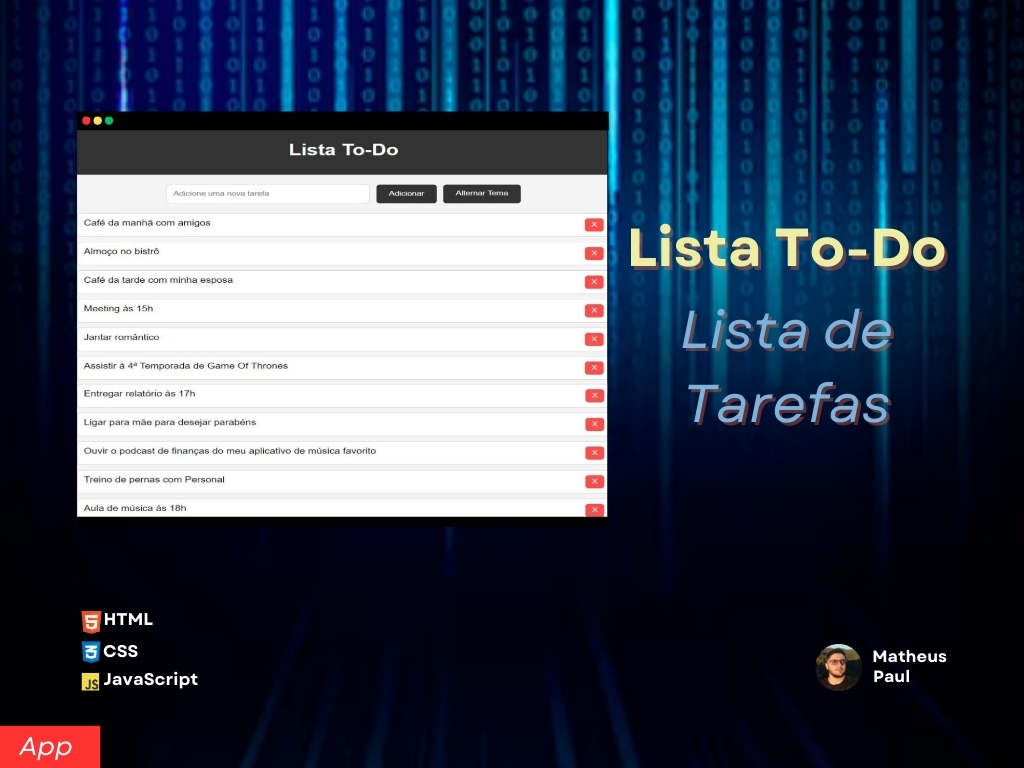 Lista To-Do
Adicione uma nova tarefa
Adicionar
Alternar Tema
Café da manhã com amigos
X
Almoço no bistrô
X
Café da tarde com minha esposa
X
Meeting às 15h
X
Jantar romântico
X
Assistir á 4ª Temporada de Game Of Thrones
X
Entregar relatório às 17h
X
Ligar para mãe para desejar parabéns
X
Ouvir o podcast de finanças do meu aplicativo de música favorito
X
Treino de pernas com Personal
X
Aula de música às 18h
X
Lista To-Do
Lista de
Tarefas
HTML
CSS
JS JavaScript
Matheus
Paul
App